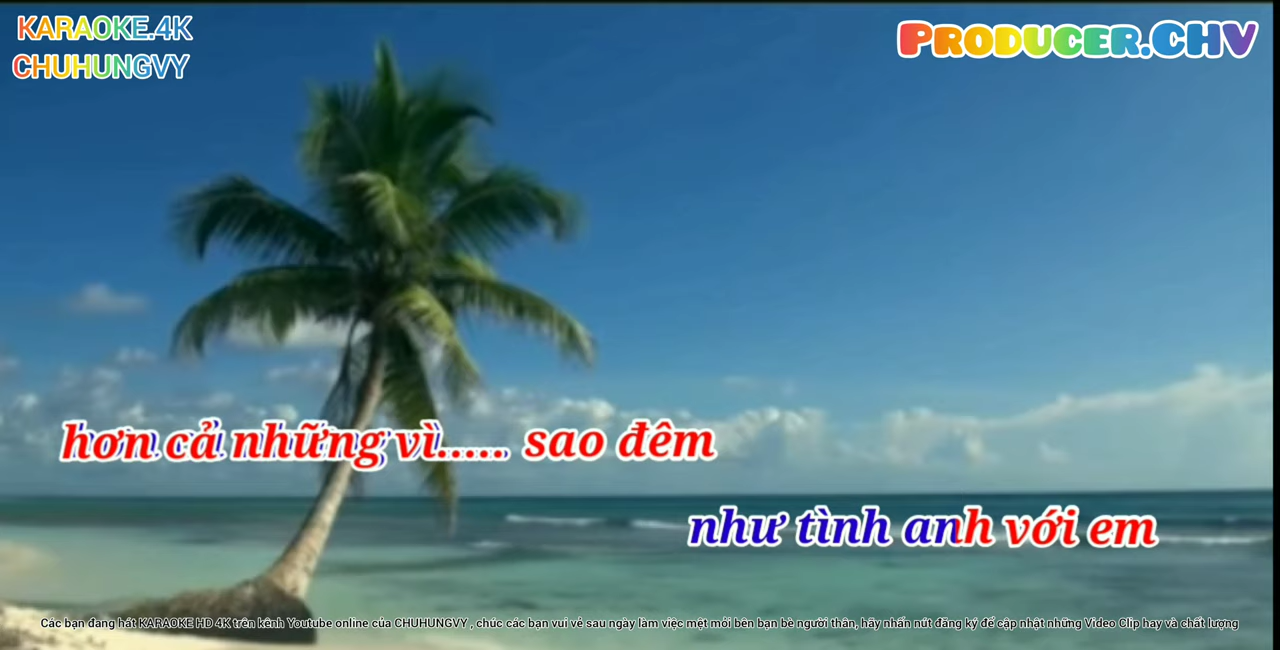 KARAOKE.4K
CHUHUNGVY
PRODUCER.CHV
hơn cả những vì..... sao đêm
như tình anh với em
Các bạn đang hát KARAOKE HD 4K trên kênh Youtube online của CHUHUNGVY , chúc các bạn vui vẻ sau ngày làm việc mệt mỏi bên bạn bè người thân, hãy nhấn nút đăng ký để cập nhật những Video Clip hay và chất lượng